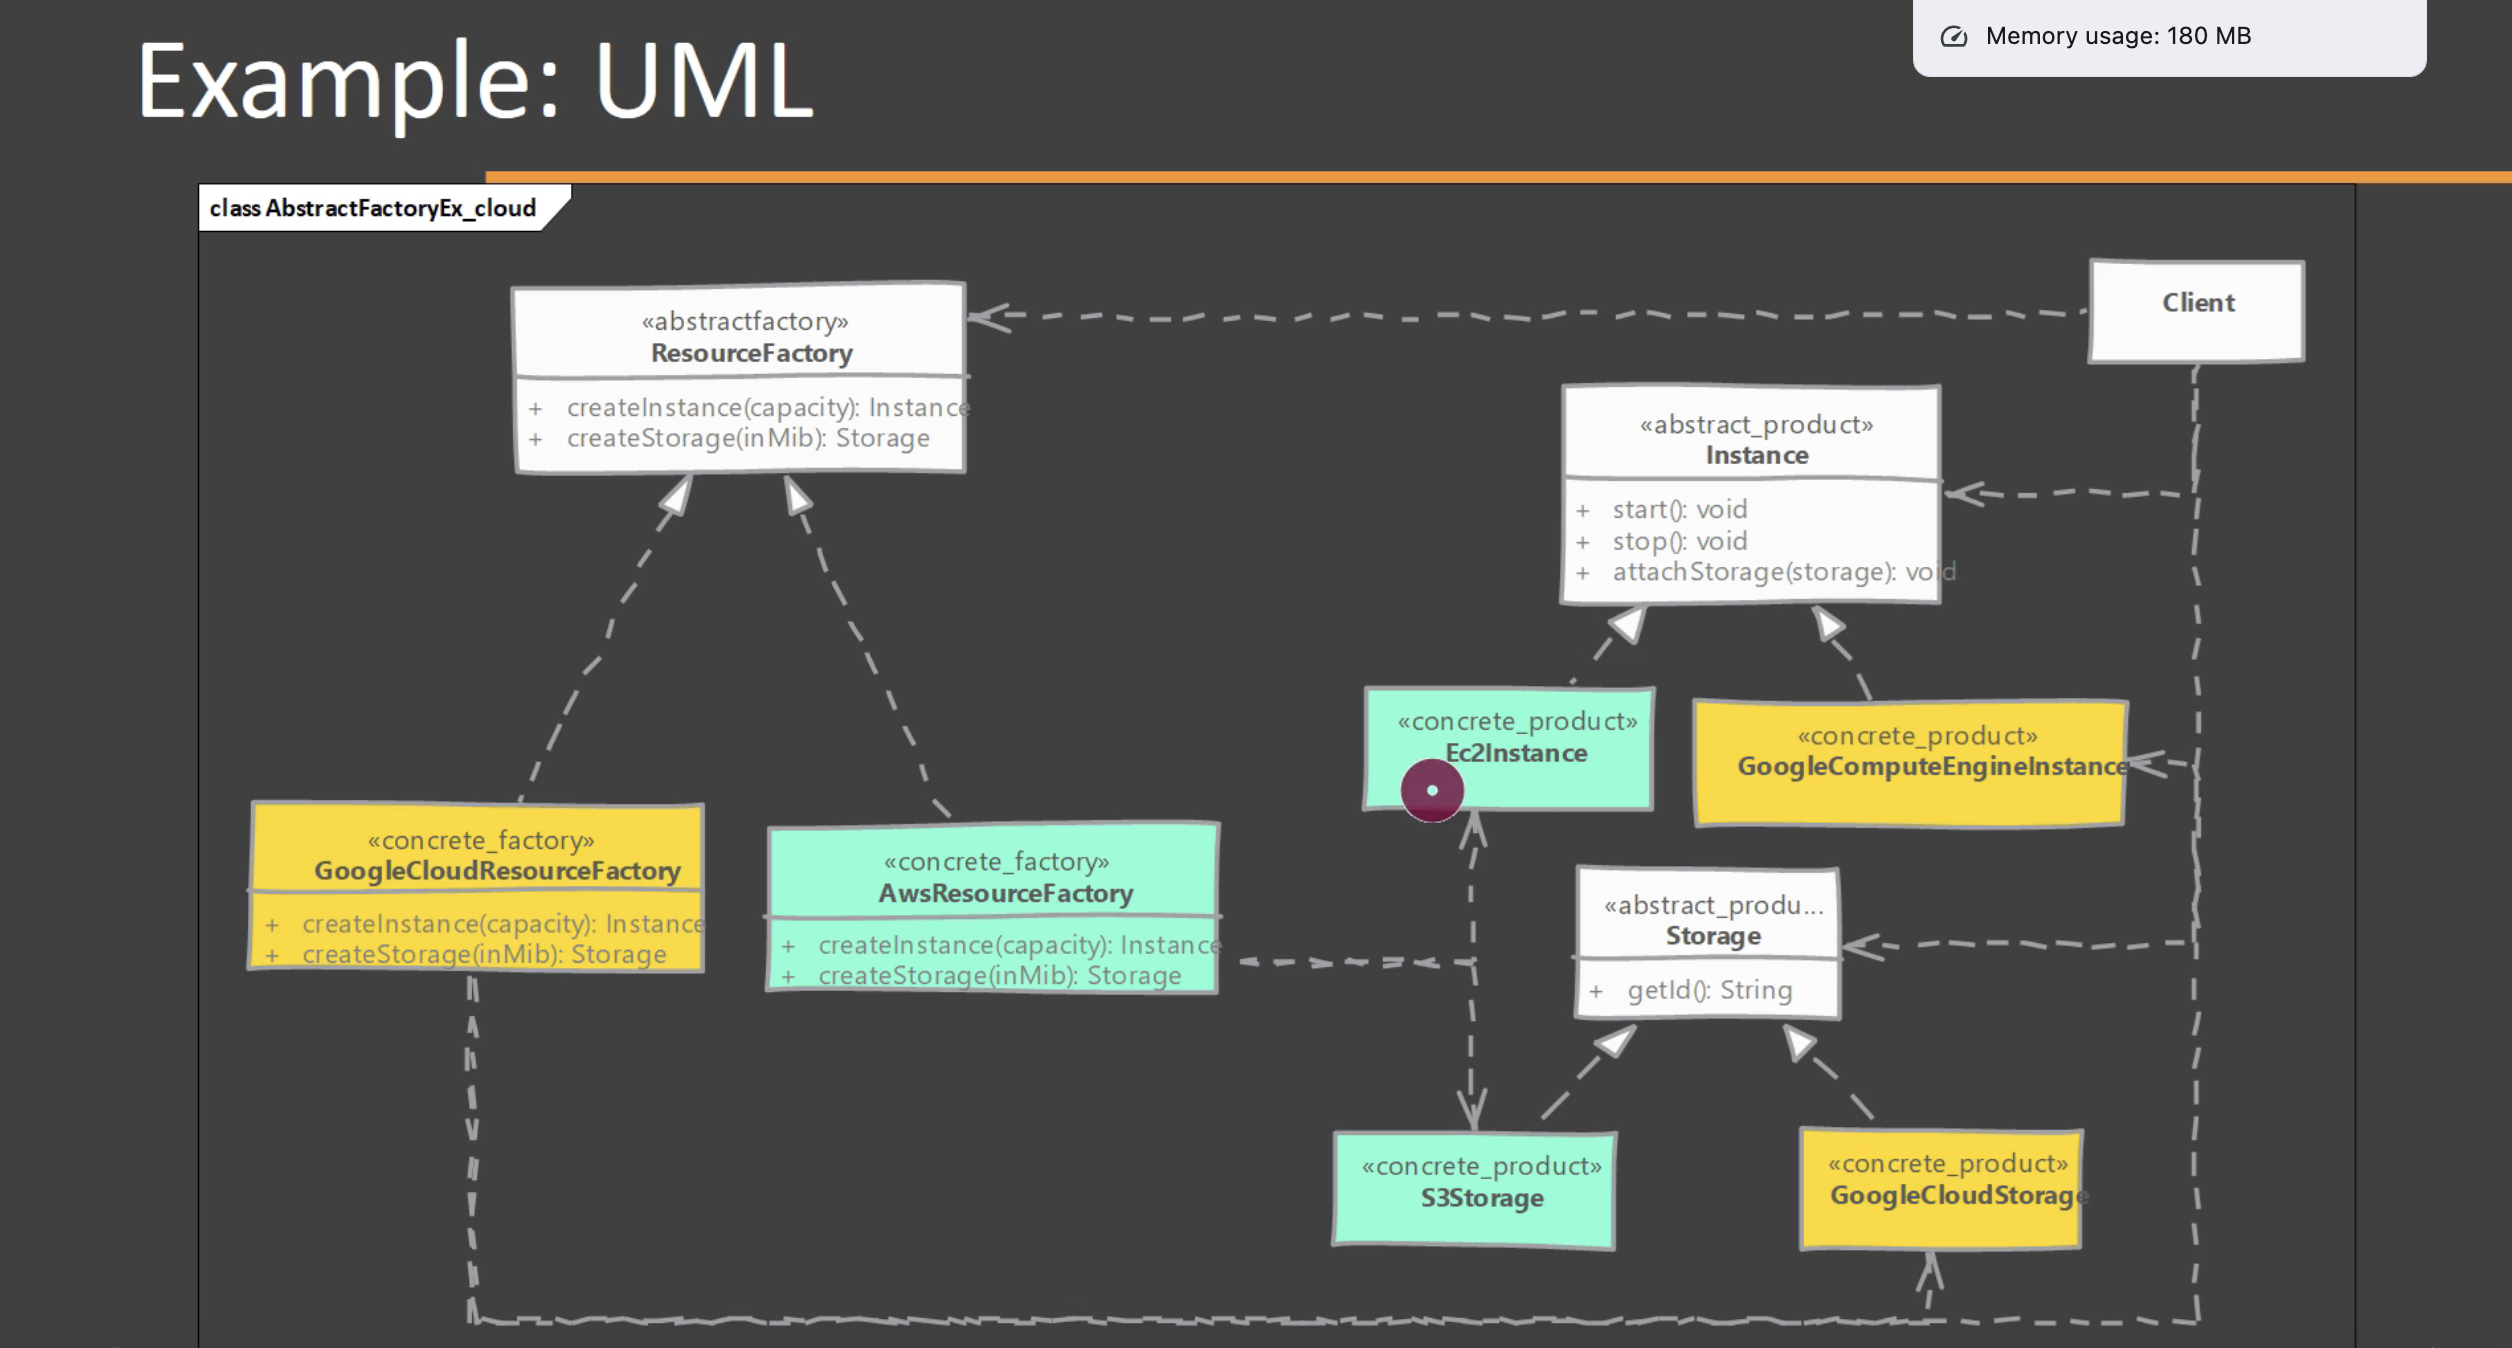 Example: UML
Memory usage: 180 MB
class AbstractFactoryEx_cloud
Client
«abstractfactory»
ResourceFactory
+ createInstance(capacity): Instance
+ createStorage(inMib): Storage
«abstract_product»
Instance
+ start(): void
+ stop(): void
+ attachStorage(storage): void
«concrete_product»
Ec2Instance
«concrete_product»
GoogleComputeEngineInstance
«concrete_factory»
GoogleCloudResourceFactory
+ createInstance(capacity): Instance
+ createStorage(inMib): Storage
«concrete_factory»
AwsResourceFactory
+ createInstance(capacity): Instance
+ createStorage(inMib): Storage
«abstract_produ...
Storage
+ getId(): String
«concrete_product»
S3Storage
«concrete_product»
GoogleCloudStorage